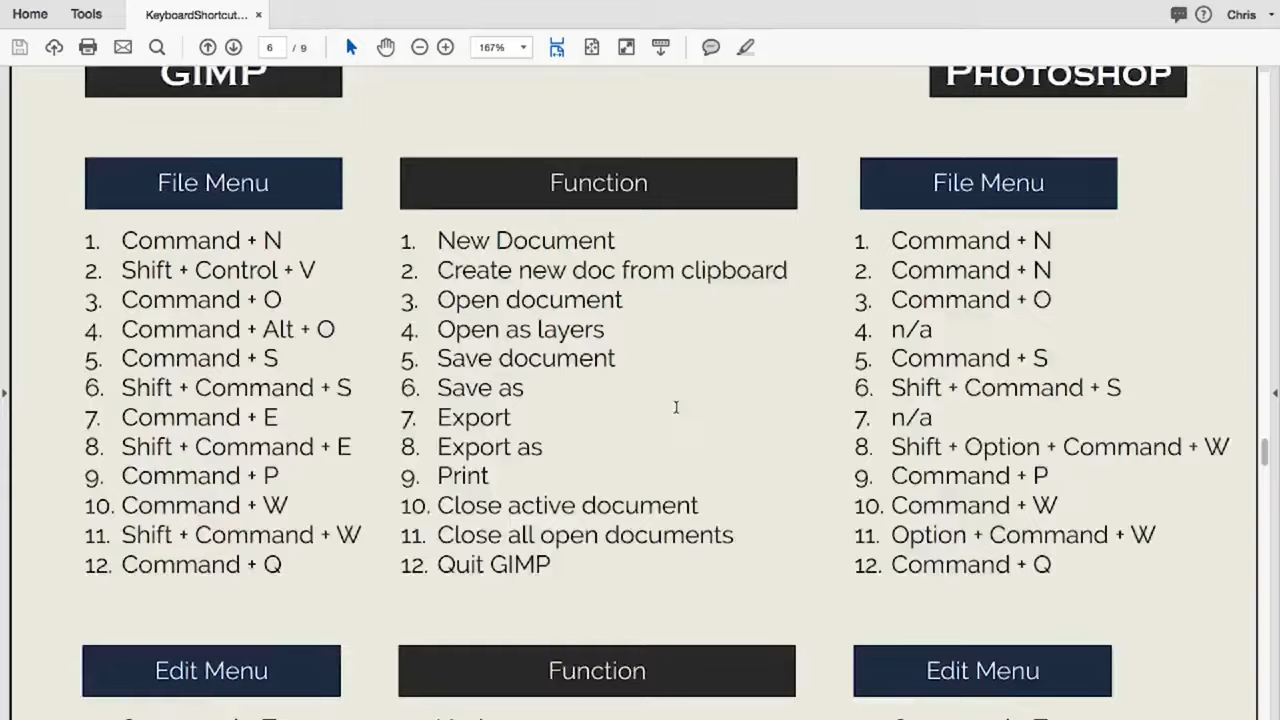 Home Tools KeyboardShortcut... × Chris
6 / 9 167%
GIMP PHOTOSHOP
File Menu Function File Menu
1. Command + N 1. New Document 1. Command + N
2. Shift + Control + V 2. Create new doc from clipboard 2. Command + N
3. Command + O 3. Open document 3. Command + O
4. Command + Alt + O 4. Open as layers 4. n/a
5. Command + S 5. Save document 5. Command + S
6. Shift + Command + S 6. Save as 6. Shift + Command + S
7. Command + E 7. Export 7. n/a
8. Shift + Command + E 8. Export as 8. Shift + Option + Command + W
9. Command + P 9. Print 9. Command + P
10. Command + W 10. Close active document 10. Command + W
11. Shift + Command + W 11. Close all open documents 11. Option + Command + W
12. Command + Q 12. Quit GIMP 12. Command + Q
Edit Menu Function Edit Menu